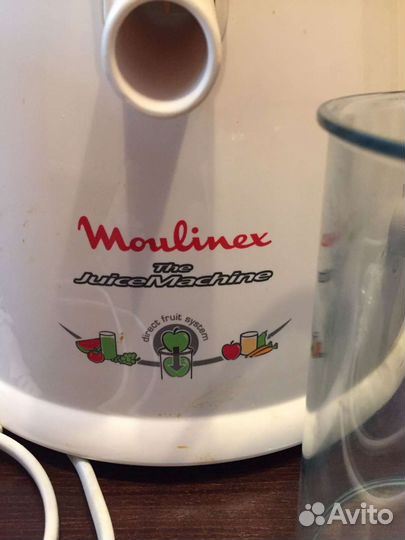 Moulinex
The
JuiceMachine
direct fruit system
Avito